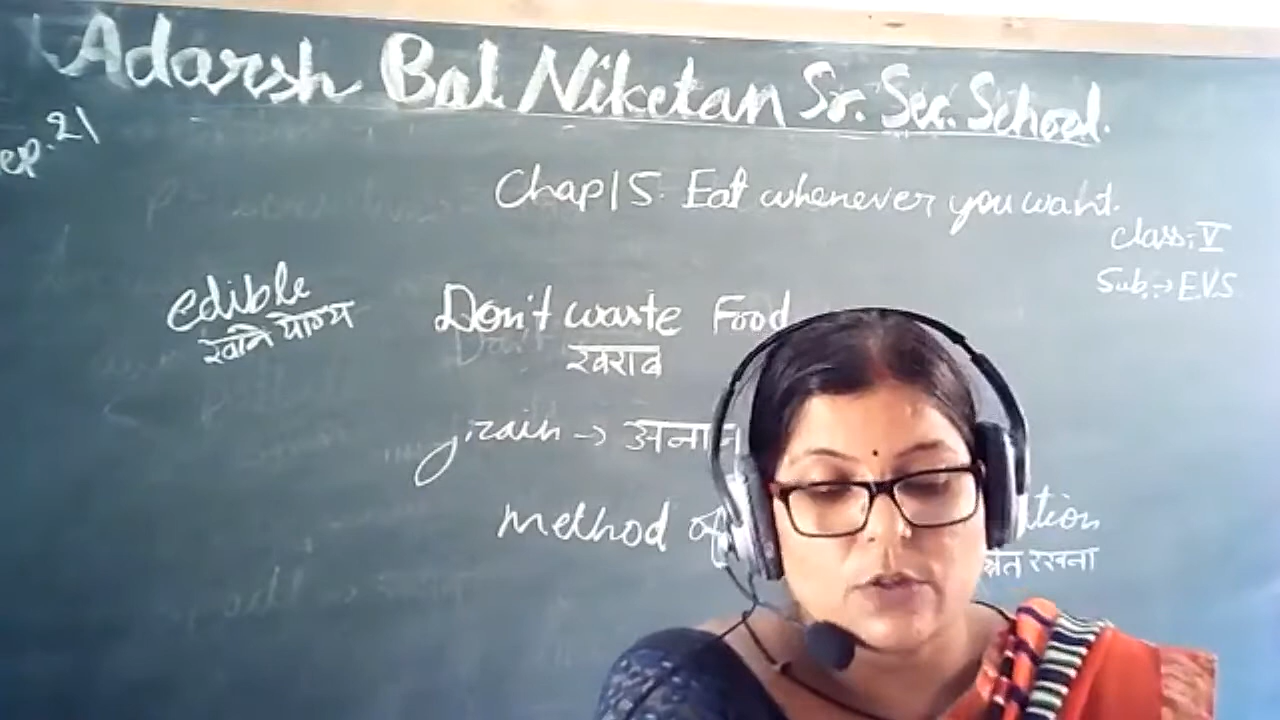 Adarsh Bal Niketan Sr. Sec. School.
ep. 21
Chap 15. Eat whenever you want.
Class:- V
Sub:→ E.V.S
edible
खाने योग्य
Don't waste Food
खराब
grain → अनाज
method of
रखना